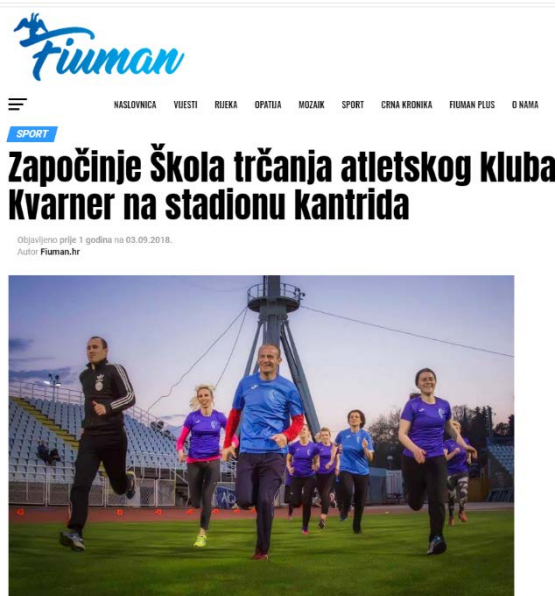 Fiuman
NASLOVNICA VIJESTI RIJEKA OPATIJA MOZAIK SPORT CRNA KRONIKA FIUMAN PLUS O NAMA
SPORT
Započinje Škola trčanja atletskog kluba
Kvarner na stadionu kantrida
Objavljeno prije 1 godina na 03.09.2018.
Autor Fiuman.hr